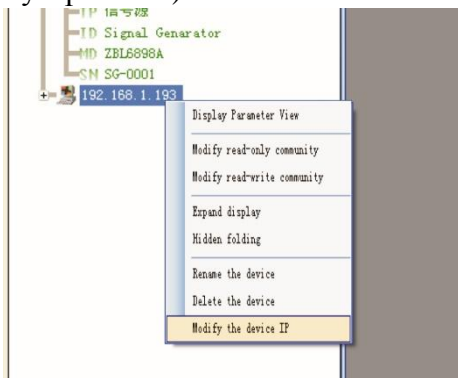 IP 信号源
ID Signal Genarator
MD ZBL6898A
SN SG-0001
192.168.1.193
Display Parameter View
Modify read-only community
Modify read-write community
Expand display
Hidden folding
Rename the device
Delete the device
Modify the device IP